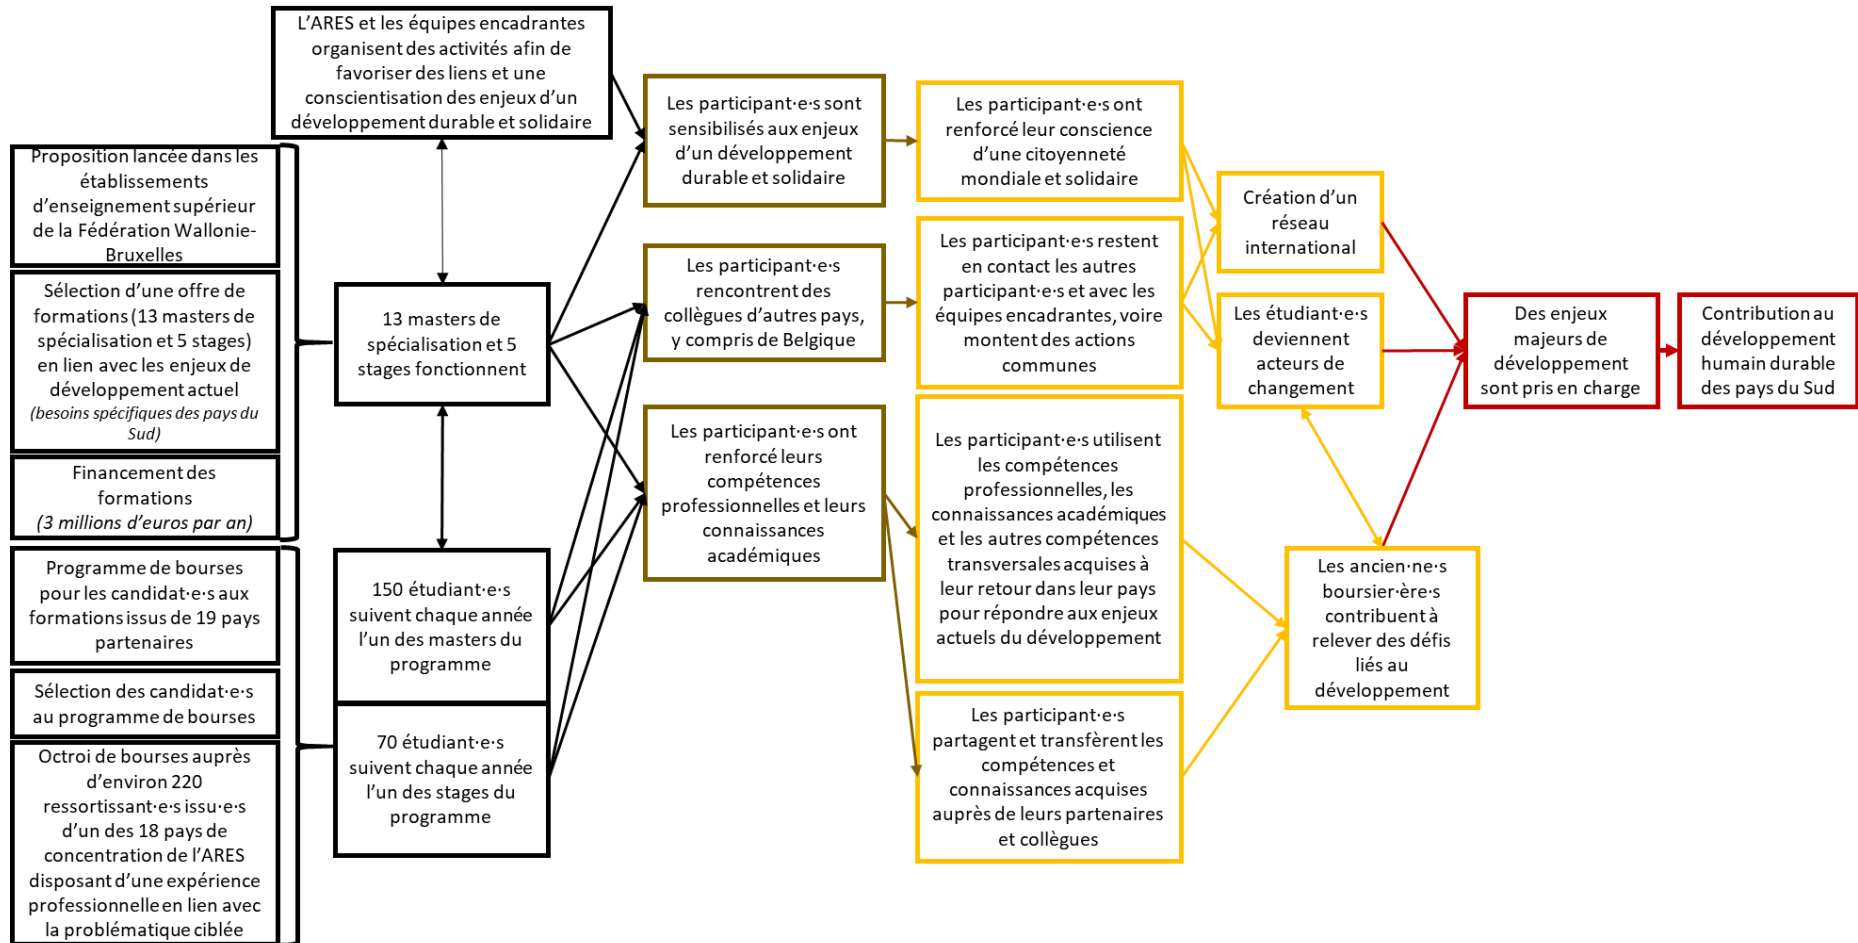 L'ARES et les équipes encadrantes
organisent des activités afin de
favoriser des liens et une
conscientisation des enjeux d'un
développement durable et solidaire
Proposition lancée dans les
établissements
d'enseignement supérieur
de la Fédération Wallonie-
Bruxelles
Sélection d'une offre de
formations (13 masters de
spécialisation et 5 stages)
en lien avec les enjeux de
développement actuel
(besoins spécifiques des pays du
Sud)
Financement des
formations
(3 millions d'euros par an)
Programme de bourses
pour les candidat·e·s aux
formations issus de 19 pays
partenaires
Sélection des candidat·e·s
au programme de bourses
Octroi de bourses auprès
d'environ 220
ressortissant·e·s issu·e·s
d'un des 18 pays de
concentration de l'ARES
disposant d'une expérience
professionnelle en lien avec
la problématique ciblée
13 masters de
spécialisation et 5
stages fonctionnent
150 étudiant·e·s
suivent chaque année
l'un des masters du
programme
70 étudiant·e·s
suivent chaque année
l'un des stages du
programme
Les participant·e·s sont
sensibilisés aux enjeux
d'un développement
durable et solidaire
Les participant·e·s
rencontrent des
collègues d'autres pays,
y compris de Belgique
Les participant·e·s ont
renforcé leurs
compétences
professionnelles et leurs
connaissances
académiques
Les participant·e·s ont
renforcé leur conscience
d'une citoyenneté
mondiale et solidaire
Les participant·e·s restent
en contact les autres
participant·e·s et avec les
équipes encadrantes, voire
montent des actions
communes
Les participant·e·s utilisent
les compétences
professionnelles, les
connaissances académiques
et les autres compétences
transversales acquises à
leur retour dans leur pays
pour répondre aux enjeux
actuels du développement
Les participant·e·s
partagent et transfèrent les
compétences et
connaissances acquises
auprès de leurs partenaires
et collègues
Création d'un
réseau
international
Les étudiant·e·s
deviennent
acteurs de
changement
Les ancien·ne·s
boursier·ère·s
contribuent à
relever des défis
liés au
développement
Des enjeux
majeurs de
développement
sont pris en charge
Contribution au
développement
humain durable
des pays du Sud